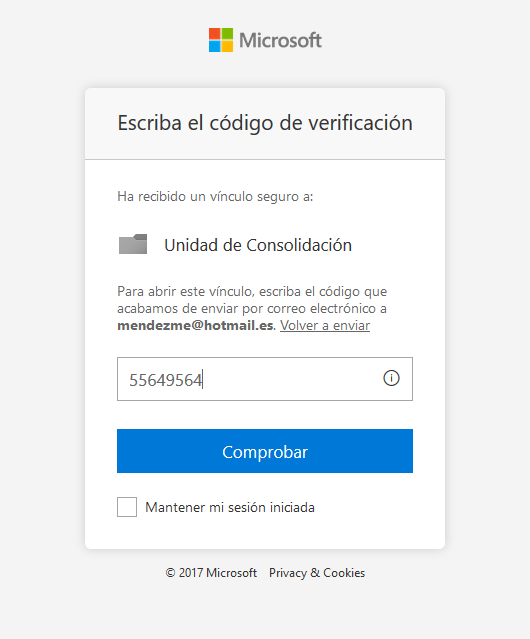 Microsoft
Escriba el código de verificación
Ha recibido un vínculo seguro a:
Unidad de Consolidación
Para abrir este vínculo, escriba el código que
acabamos de enviar por correo electrónico a
mendezme@hotmail.es. Volver a enviar
55649564
Comprobar
Mantener mi sesión iniciada
© 2017 Microsoft Privacy & Cookies